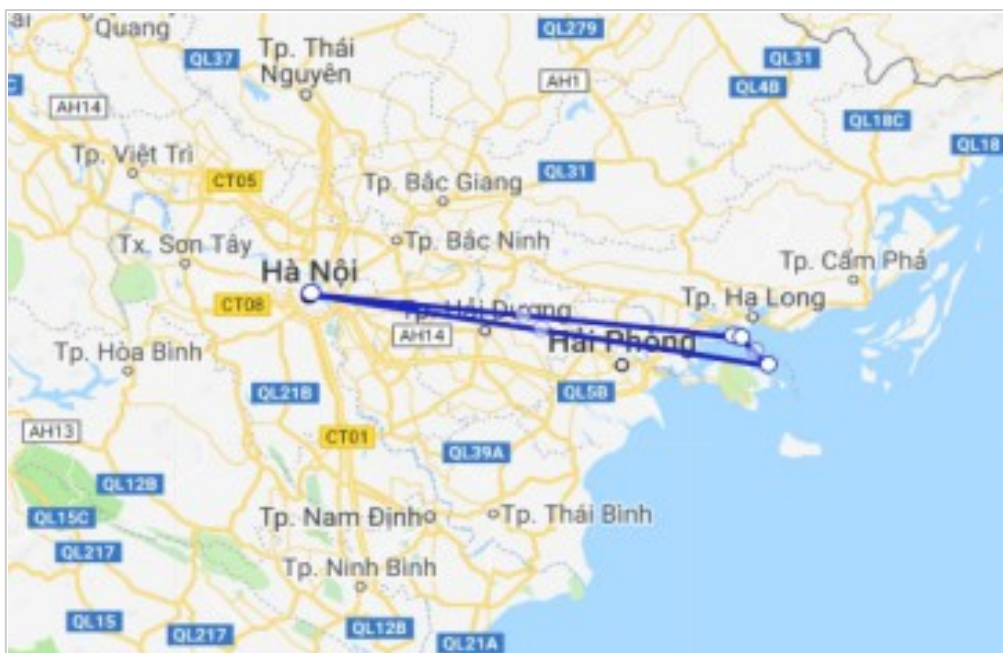 Quang
QL279
QL37
Tp. Thái
Nguyên
AH1
QL31
QL4B
AH14
QL18C
QL18
Tp. Việt Trì
CT05
Tp. Bắc Giang
QL31
Tx. Sơn Tây
Tp. Bắc Ninh
Hà Nội
Tp. Cẩm Phả
CT08
Tp. Hải Dương
Tp. Hạ Long
AH14
Hải Phòng
Tp. Hòa Bình
QL21B
QL5B
AH13
CT01
QL39A
QL12B
QL15C
Tp. Nam Định
Tp. Thái Bình
QL217
Tp. Ninh Bình
QL15
QL217
QL12B
QL21A